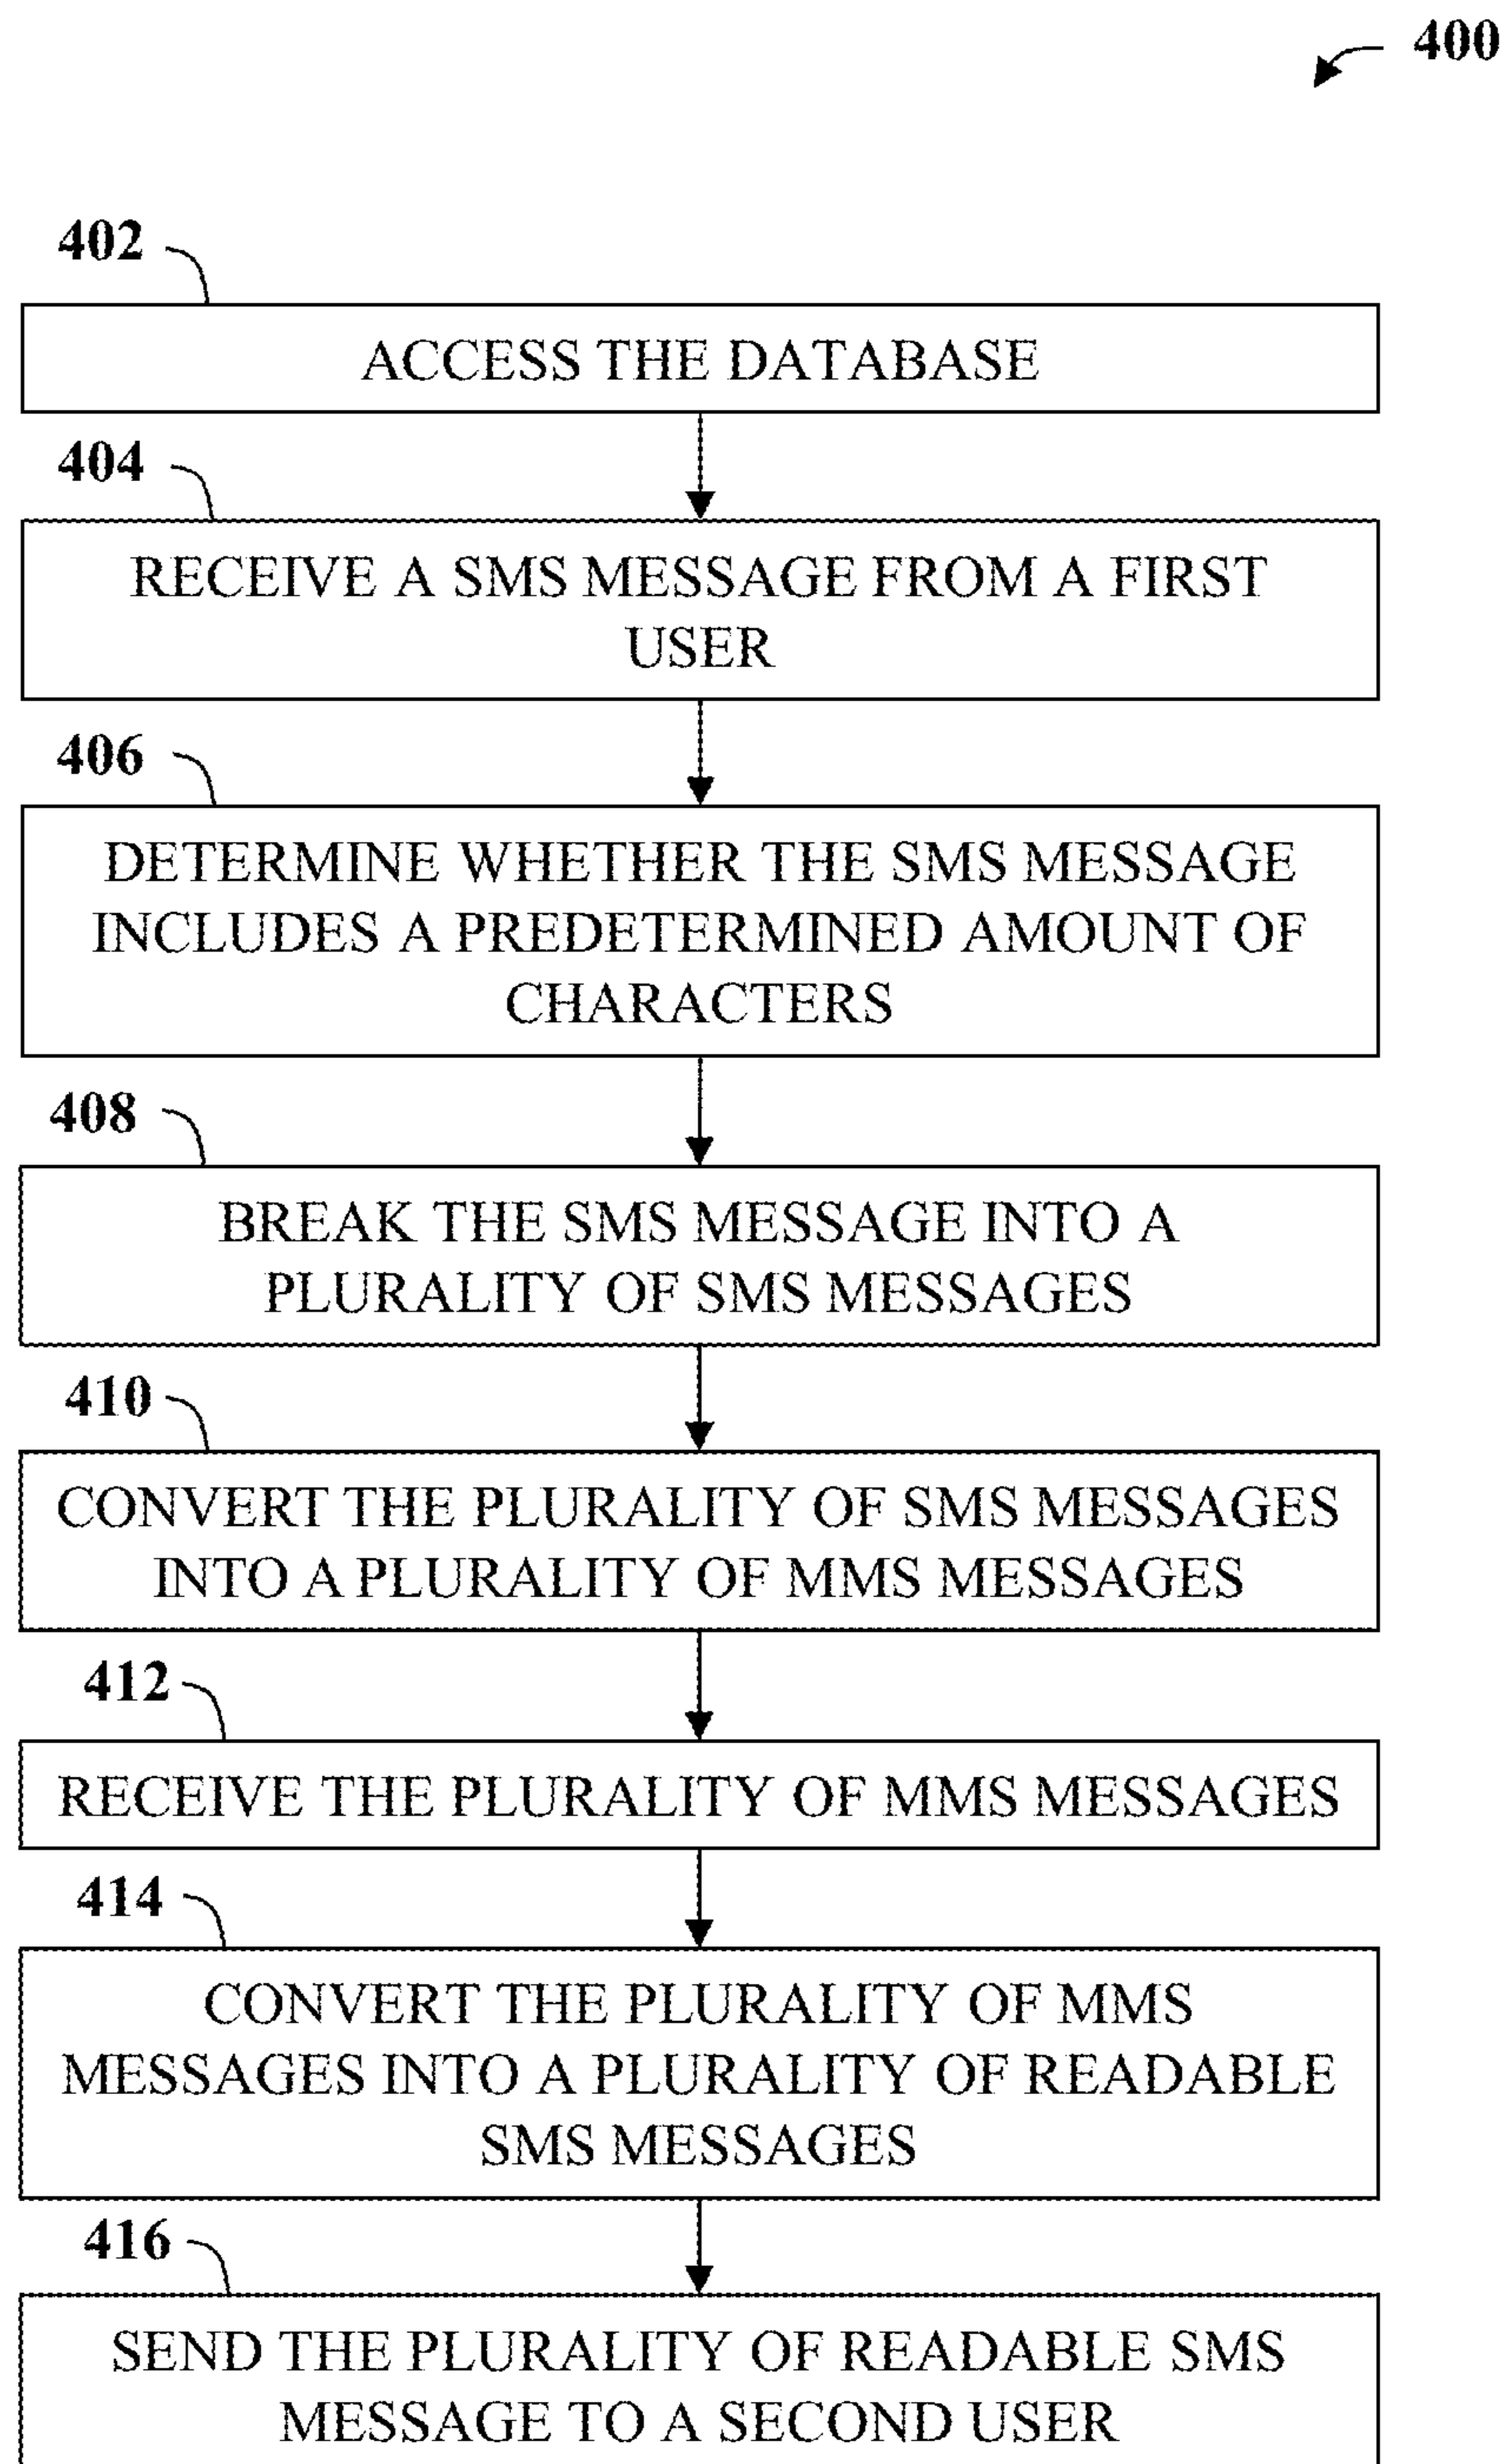 400
402
ACCESS THE DATABASE
404
RECEIVE A SMS MESSAGE FROM A FIRST
USER
406
DETERMINE WHETHER THE SMS MESSAGE
INCLUDES A PREDETERMINED AMOUNT OF
CHARACTERS
408
BREAK THE SMS MESSAGE INTO A
PLURALITY OF SMS MESSAGES
410
CONVERT THE PLURALITY OF SMS MESSAGES
INTO A PLURALITY OF MMS MESSAGES
412
RECEIVE THE PLURALITY OF MMS MESSAGES
414
CONVERT THE PLURALITY OF MMS
MESSAGES INTO A PLURALITY OF READABLE
SMS MESSAGES
416
SEND THE PLURALITY OF READABLE SMS
MESSAGE TO A SECOND USER